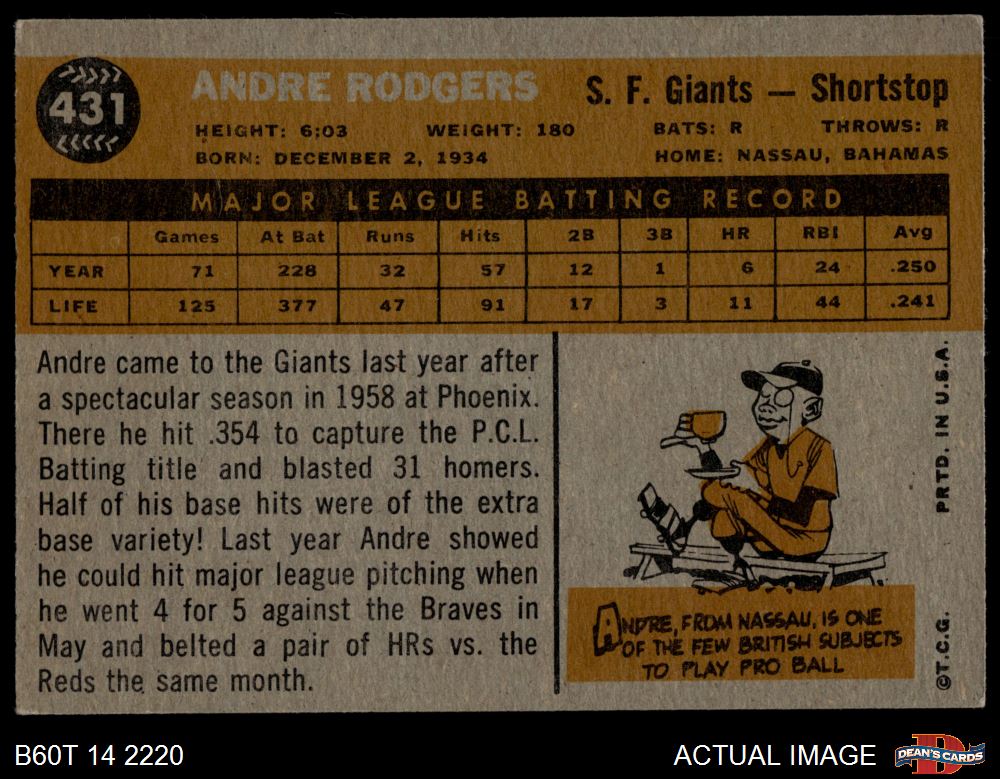 431
ANDRE RODGERS
S. F. Giants — Shortstop
HEIGHT: 6:03 WEIGHT: 180 BATS: R THROWS: R
BORN: DECEMBER 2, 1934 HOME: NASSAU, BAHAMAS
MAJOR LEAGUE BATTING RECORD
Games At Bat Runs Hits 2B 3B HR RBI Avg
YEAR 71 228 32 57 12 1 6 24 .250
LIFE 125 377 47 91 17 3 11 44 .241
Andre came to the Giants last year after
a spectacular season in 1958 at Phoenix.
There he hit .354 to capture the P.C.L.
Batting title and blasted 31 homers.
Half of his base hits were of the extra
base variety! Last year Andre showed
he could hit major league pitching when
he went 4 for 5 against the Braves in
May and belted a pair of HRs vs. the
Reds the same month.
ANDRE, FROM NASSAU, IS ONE
OF THE FEW BRITISH SUBJECTS
TO PLAY PRO BALL
©T.C.G. PRTD. IN U.S.A.
B60T 14 2220
ACTUAL IMAGE
D
DEAN'S CARDS